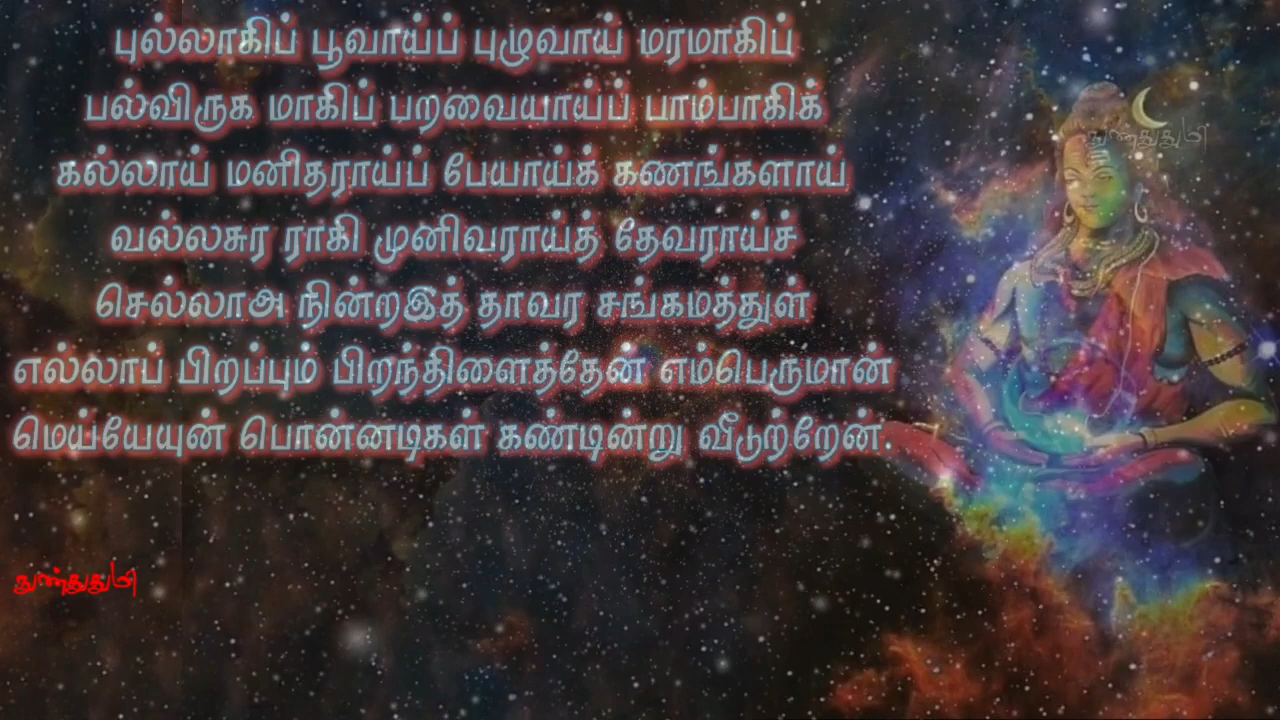 புல்லாகிப் பூவாய்ப் புழுவாய் மரமாகிப்
பல்விருக மாகிப் பறவையாய்ப் பாம்பாகிக்
கல்லாய் மனிதராய்ப் பேயாய்க் கணங்களாய்
வல்லசுர ராகி முனிவராய்த் தேவராய்ச்
செல்லாஅ நின்றஇத் தாவர சங்கமத்துள்
எல்லாப் பிறப்பும் பிறந்திளைத்தேன் எம்பெருமான்
மெய்யேயுன் பொன்னடிகள் கண்டின்று வீடுற்றேன்.